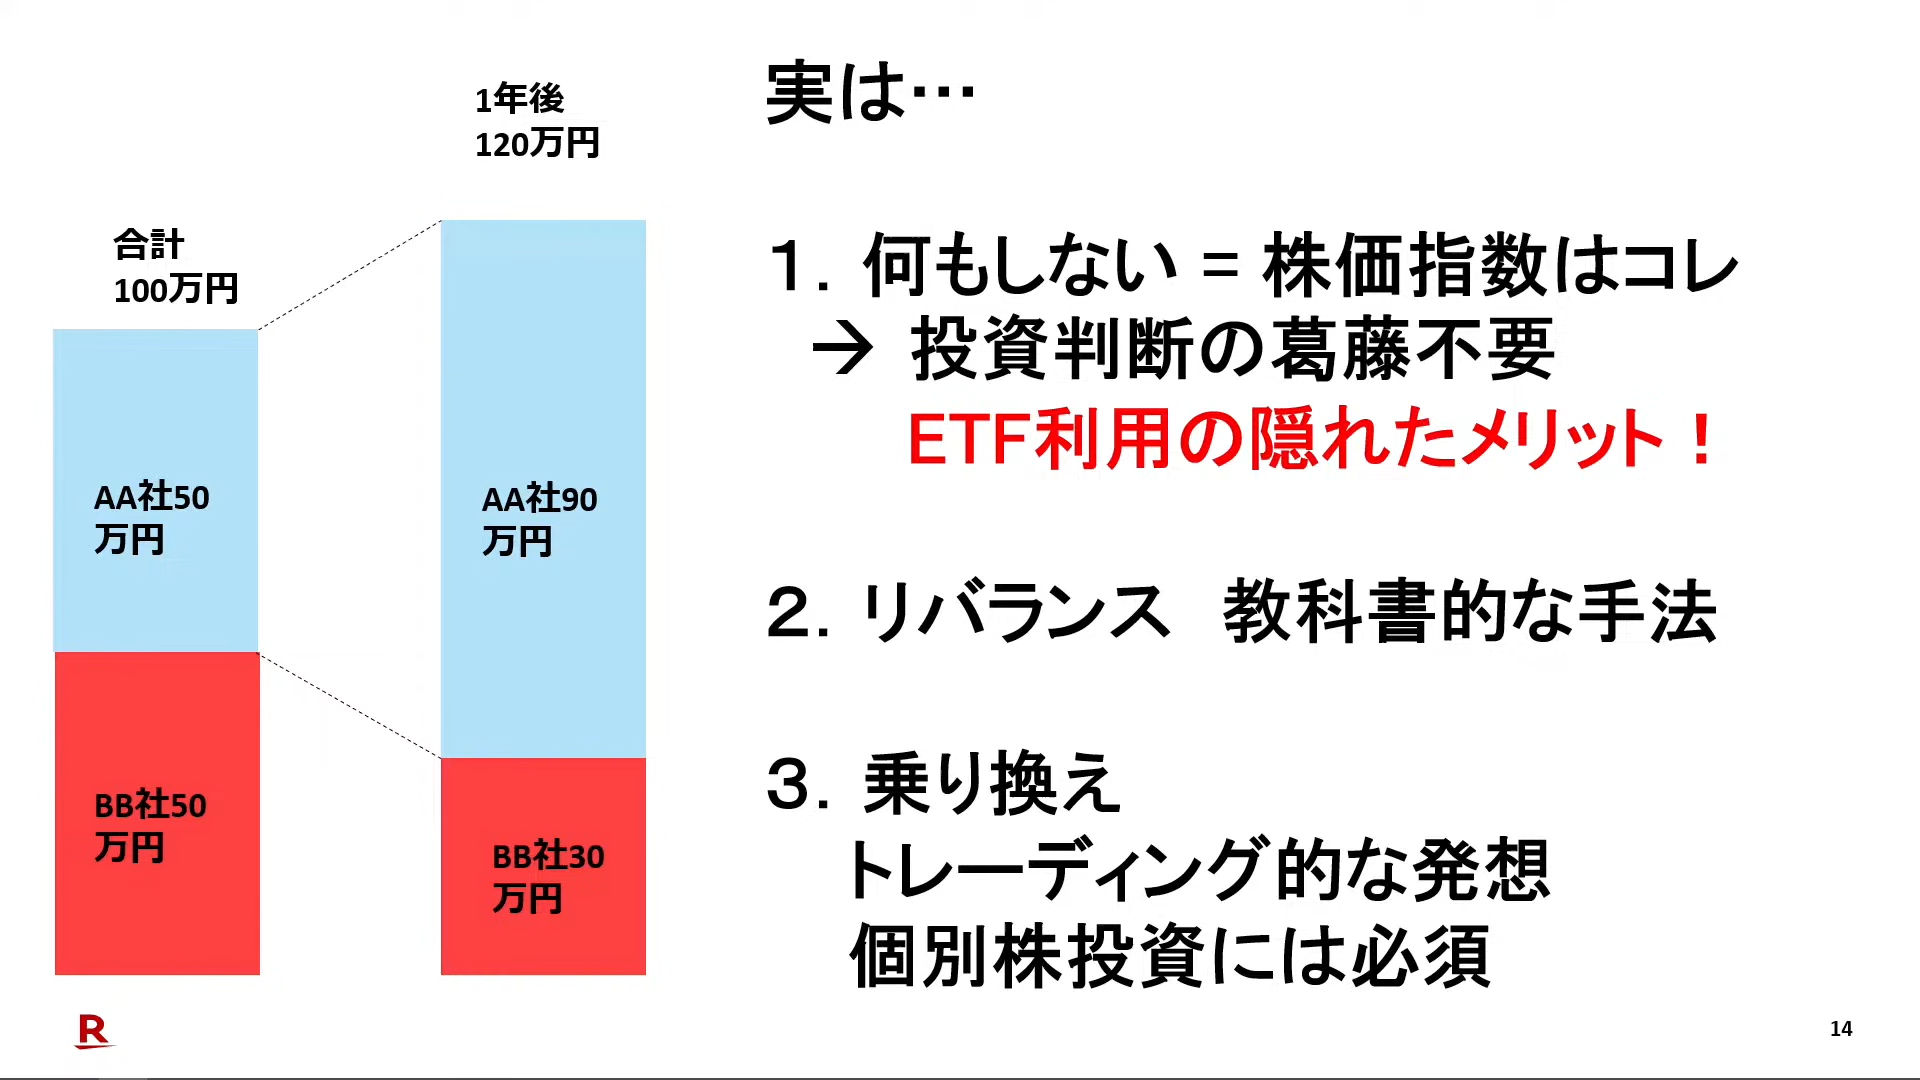 1年後
120万円
合計
100万円
AA社50
万円
BB社50
万円
AA社90
万円
BB社30
万円
実は…
１．何もしない = 株価指数はコレ
→ 投資判断の葛藤不要
ETF利用の隠れたメリット！
２．リバランス　教科書的な手法
３．乗り換え
トレーディング的な発想
個別株投資には必須
R
14